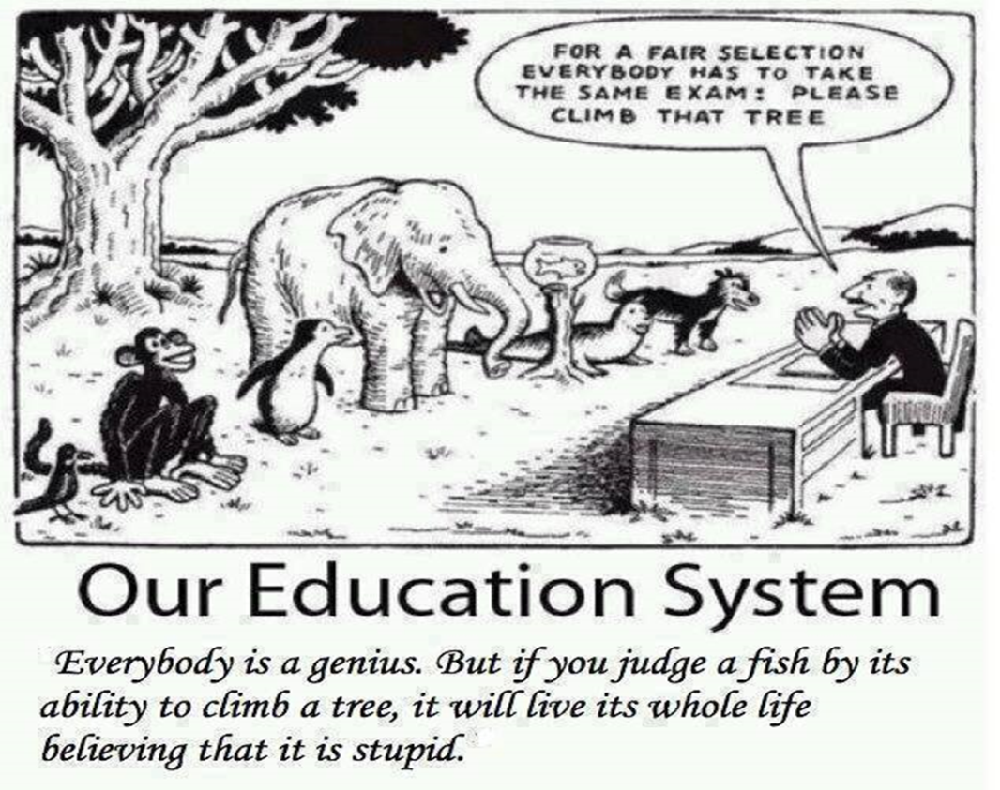 FOR A FAIR SELECTION
EVERYBODY HAS TO TAKE
THE SAME EXAM: PLEASE
CLIMB THAT TREE
Our Education System
Everybody is a genius. But if you judge a fish by its
ability to climb a tree, it will live its whole life
believing that it is stupid.